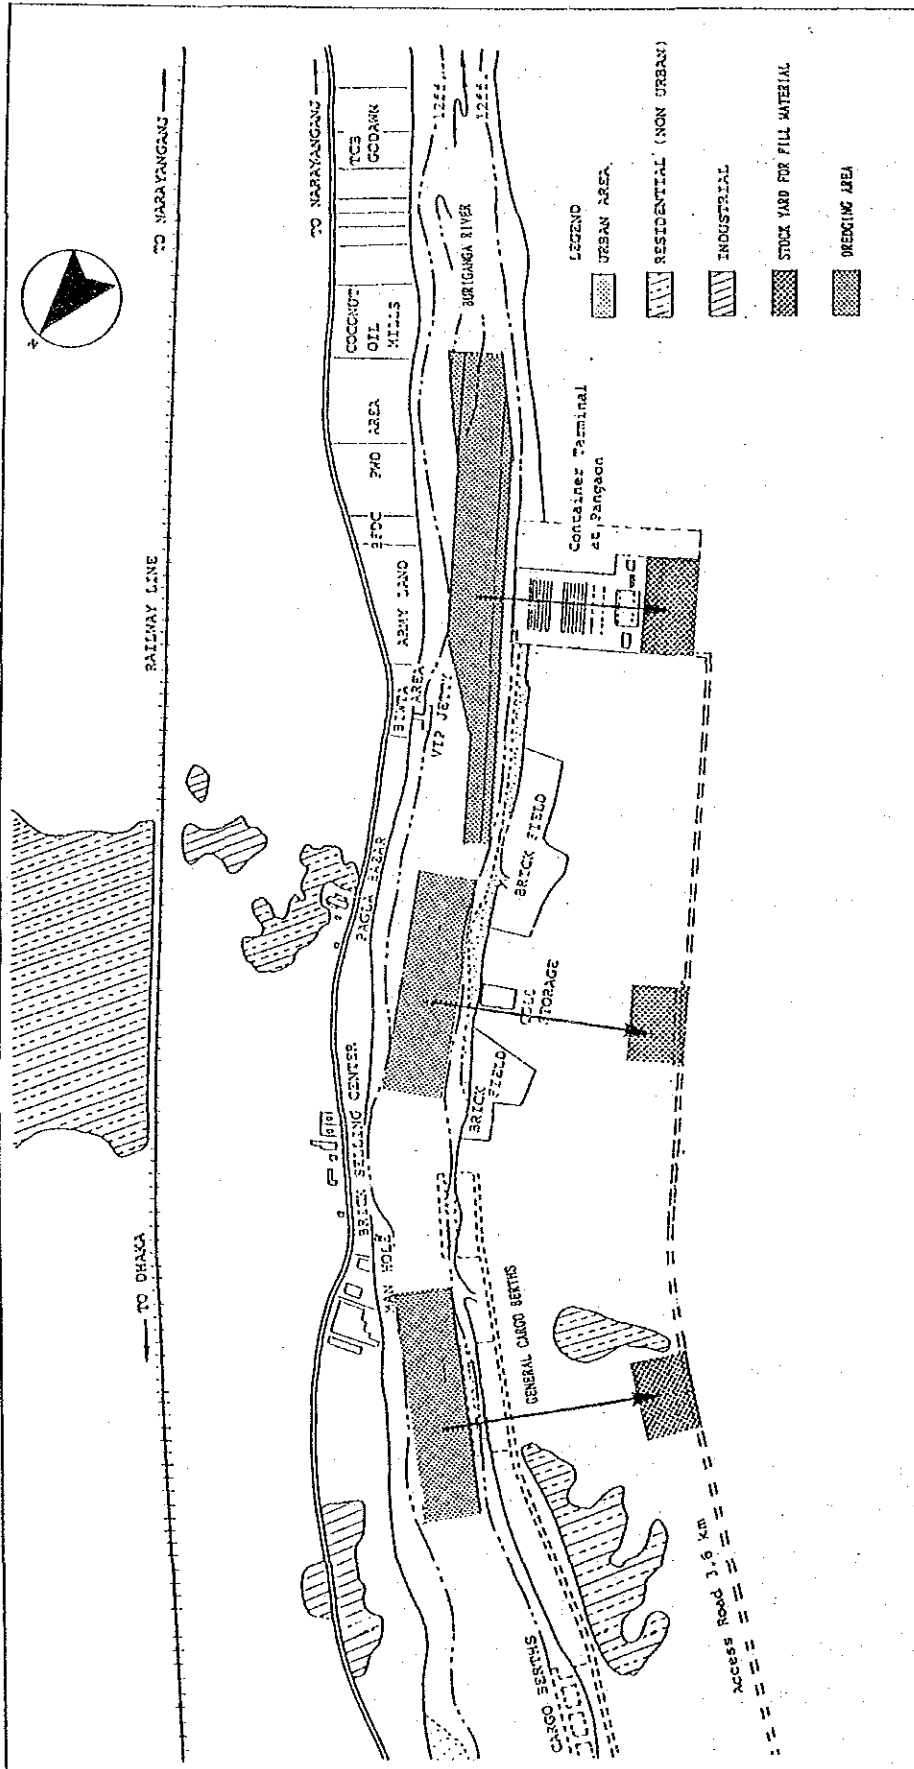 TO NARAYANGANJ
RAILWAY LINE
TO DHAKA
N
TO NARAYANGANJ
TCB
GODAWN
COCONUT
OIL
MILLS
PWD AREA
BFDC
ARMY LAND
BIWTA
AREA
VIP JETTY
PAGLA BAZAR
BRICK SELLING CENTER
MAN HOLE
BURIGANGA RIVER
Container Terminal
at Pangaon
BRICK FIELD
STORAGE
BRICK
FIELD
GENERAL CARGO BERTHS
CARGO BERTHS
Access Road 3.6 km
LEGEND
URBAN AREA
RESIDENTIAL (NON URBAN)
INDUSTRIAL
STOCK YARD FOR FILL MATERIAL
DREDGING AREA